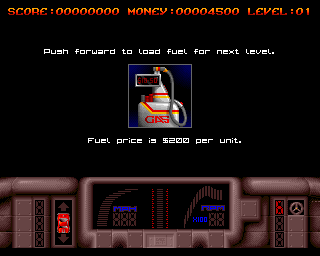 SCORE:00000000 MONEY:00004500 LEVEL:01
Push forward to load fuel for next level.
GAS
Fuel price is $200 per unit.